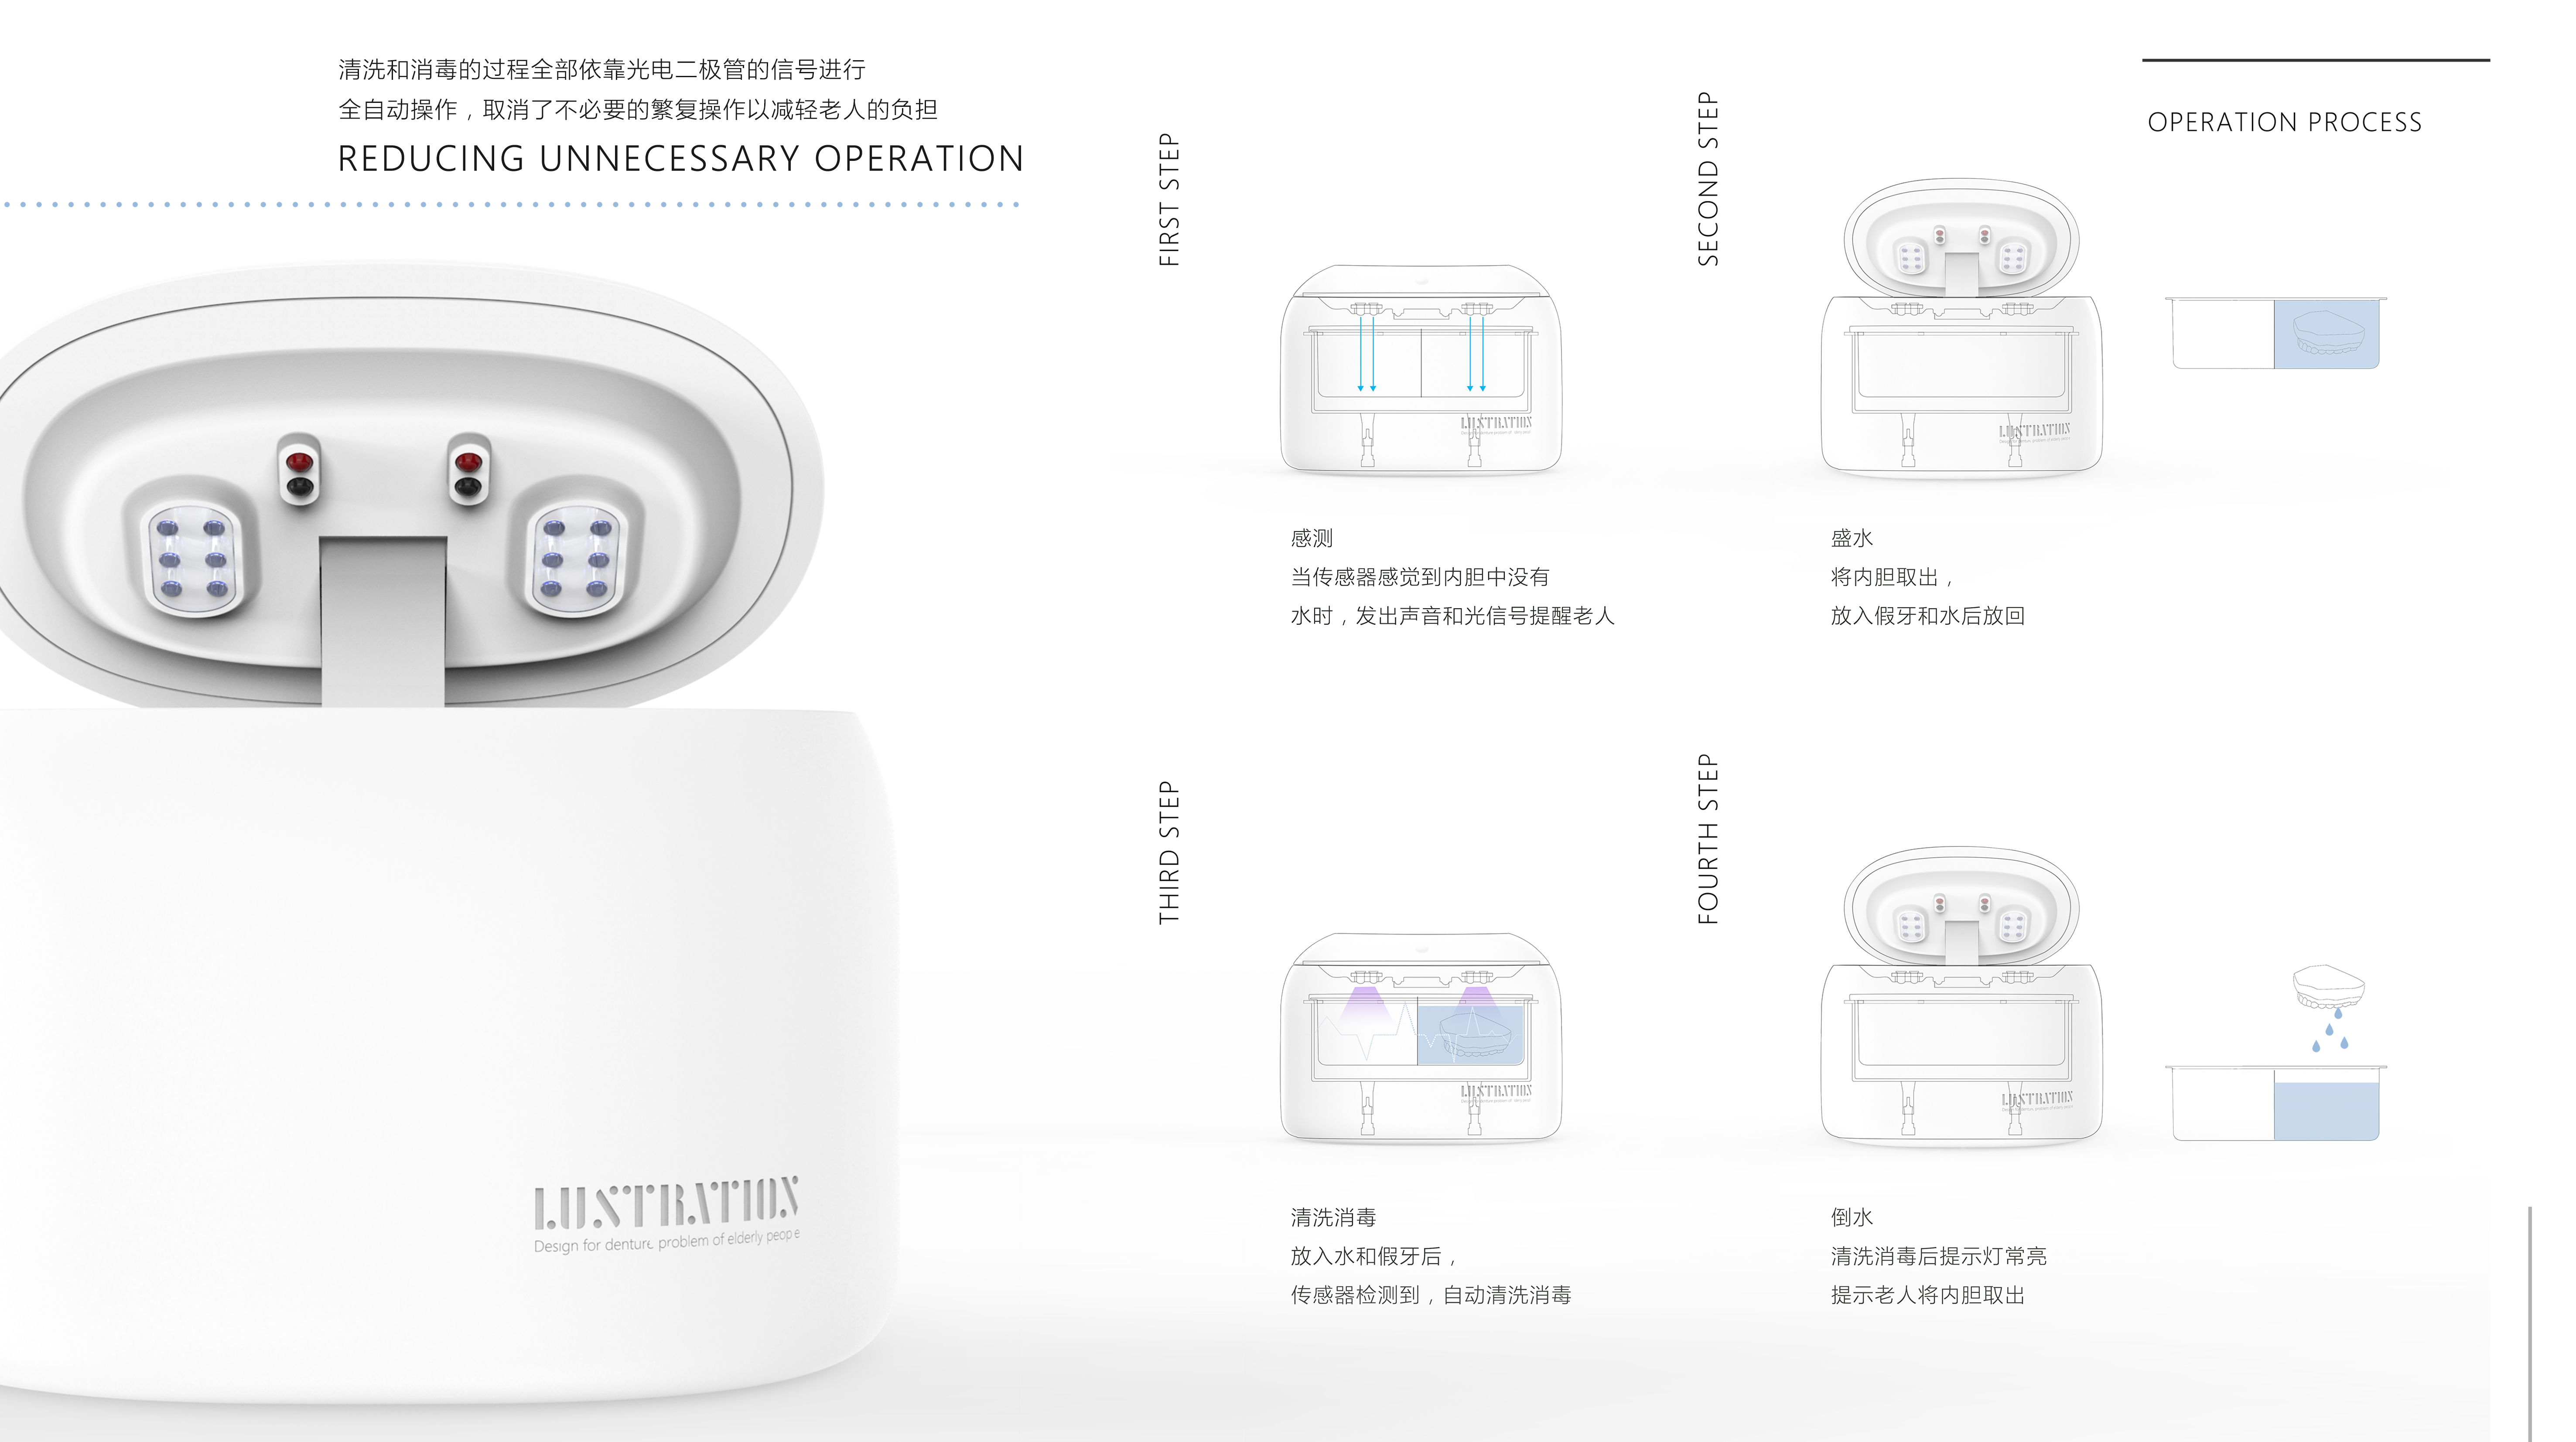 清洗和消毒的过程全部依靠光电二极管的信号进行
全自动操作，取消了不必要的繁复操作以减轻老人的负担
REDUCING UNNECESSARY OPERATION
OPERATION PROCESS
FIRST STEP
LUSTRATION
感测
当传感器感觉到内胆中没有
水时，发出声音和光信号提醒老人
SECOND STEP
LUSTRATION
盛水
将内胆取出，
放入假牙和水后放回
THIRD STEP
LUSTRATION
清洗消毒
放入水和假牙后，
传感器检测到，自动清洗消毒
FOURTH STEP
LUSTRATION
倒水
清洗消毒后提示灯常亮
提示老人将内胆取出
LUSTRATION
Design for denture problem of elderly people